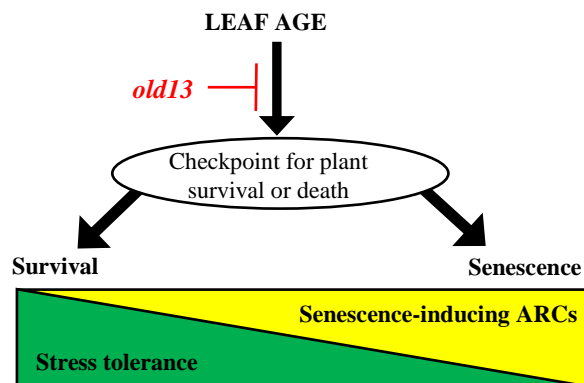 LEAF AGE
old13
Checkpoint for plant
survival or death
Survival
Senescence
Senescence-inducing ARCs
Stress tolerance